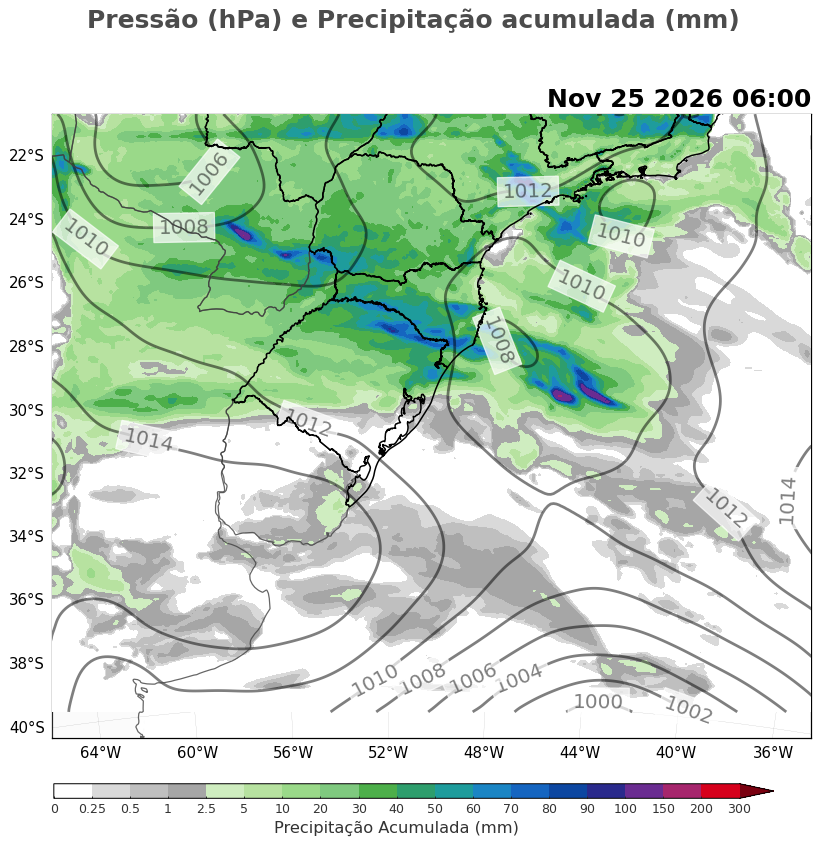 Pressão (hPa) e Precipitação acumulada (mm)
Nov 25 2026 06:00
22°S
24°S
26°S
28°S
30°S
32°S
34°S
36°S
38°S
40°S
1006
1008
1010
1012
1010
1010
1008
1012
1014
1012
1014
1010
1008
1006
1004
1000
1002
64°W 60°W 56°W 52°W 48°W 44°W 40°W 36°W
0 0.25 0.5 1 2.5 5 10 20 30 40 50 60 70 80 90 100 150 200 300
Precipitação Acumulada (mm)